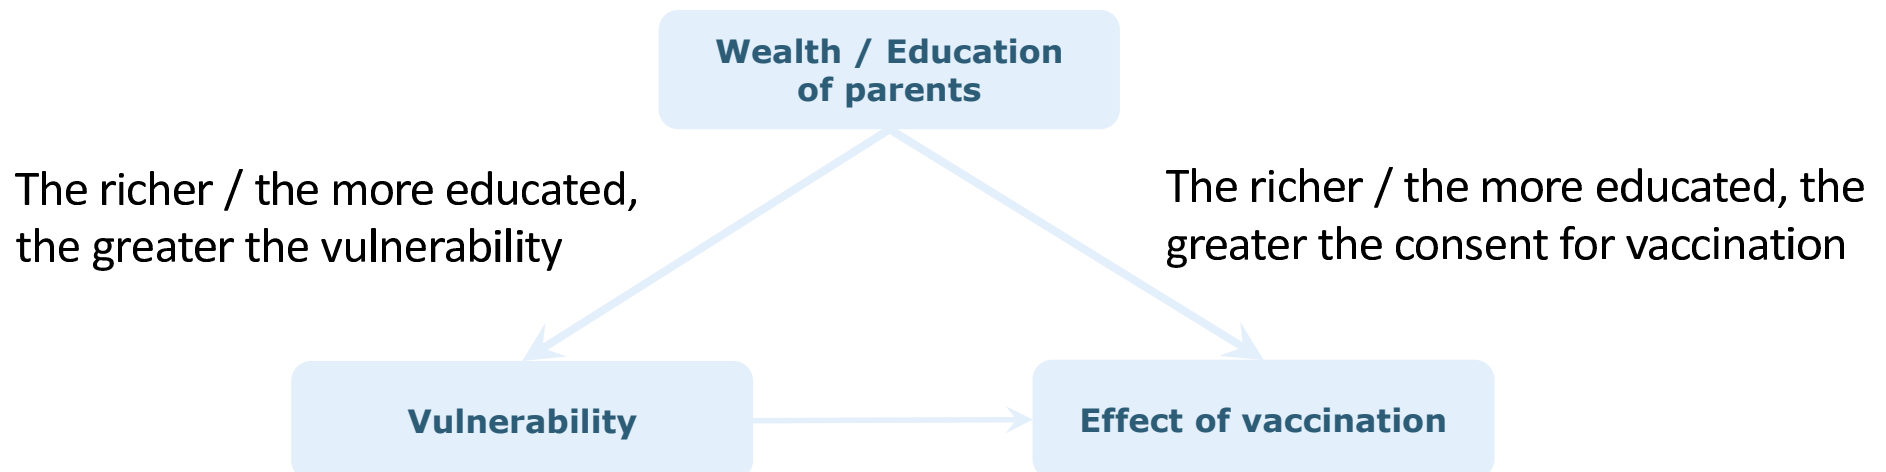 Wealth / Education
of parents
The richer / the more educated,
the greater the vulnerability
The richer / the more educated, the
greater the consent for vaccination
Vulnerability
Effect of vaccination